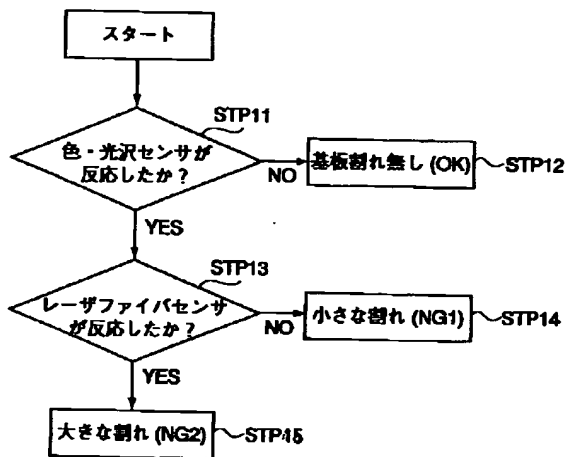 スタート
STP11
色・光沢センサが
反応したか？
NO
基板割れ無し (OK)
STP12
YES
STP13
レーザファイバセンサ
が反応したか？
NO
小さな割れ (NG1)
STP14
YES
大きな割れ (NG2)
STP15